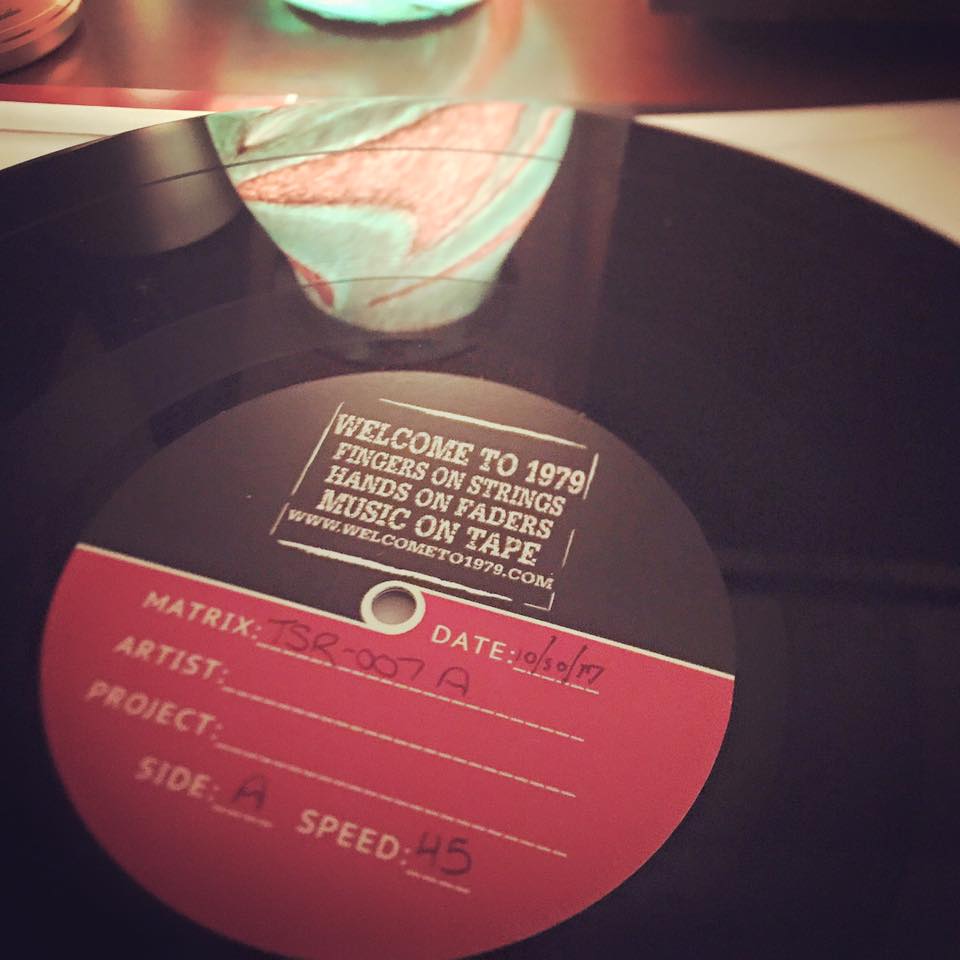 WELCOME TO 1979
FINGERS ON STRINGS
HANDS ON FADERS
MUSIC ON TAPE
WWW.WELCOMETO1979.COM
MATRIX: TSR-007 A
DATE: 10/30/17
ARTIST:
PROJECT:
SIDE: A SPEED: 45